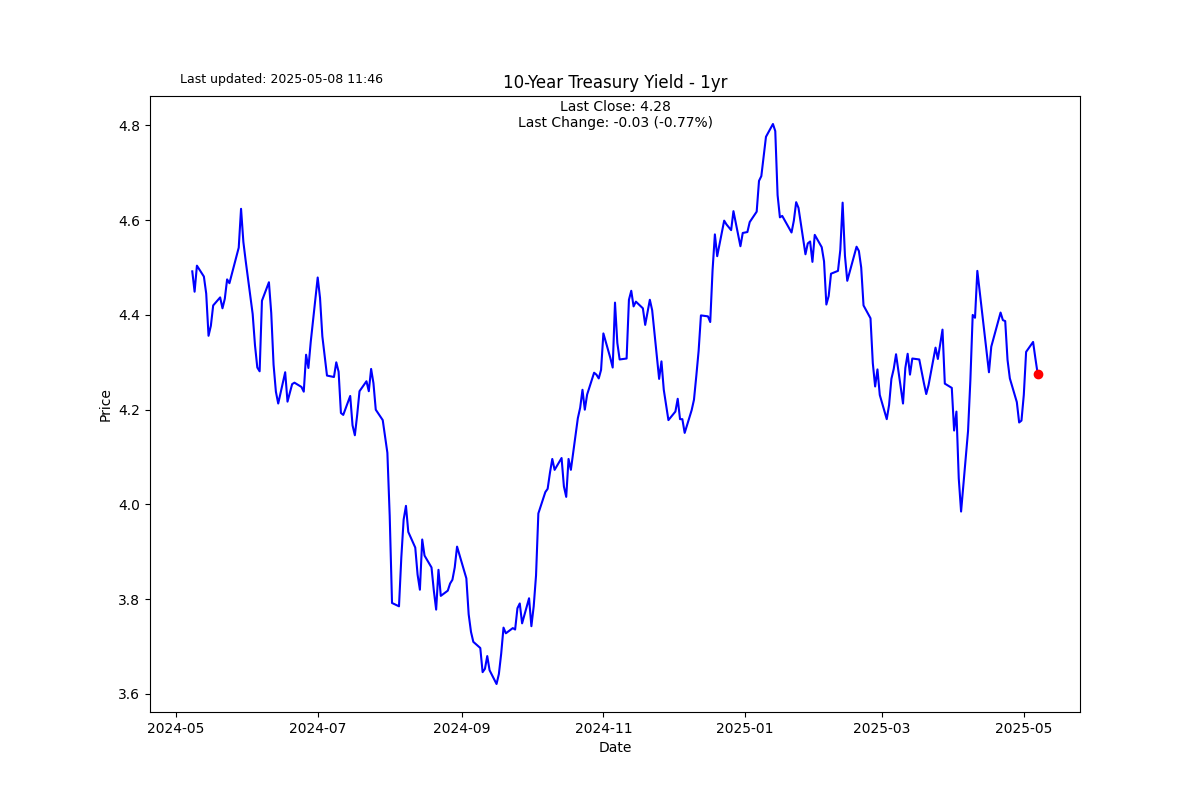 Last updated: 2025-05-08 11:46
10-Year Treasury Yield - 1yr
Last Close: 4.28
Last Change: -0.03 (-0.77%)
4.8
4.6
4.4
4.2
4.0
3.8
3.6
Price
2024-05 2024-07 2024-09 2024-11 2025-01 2025-03 2025-05
Date